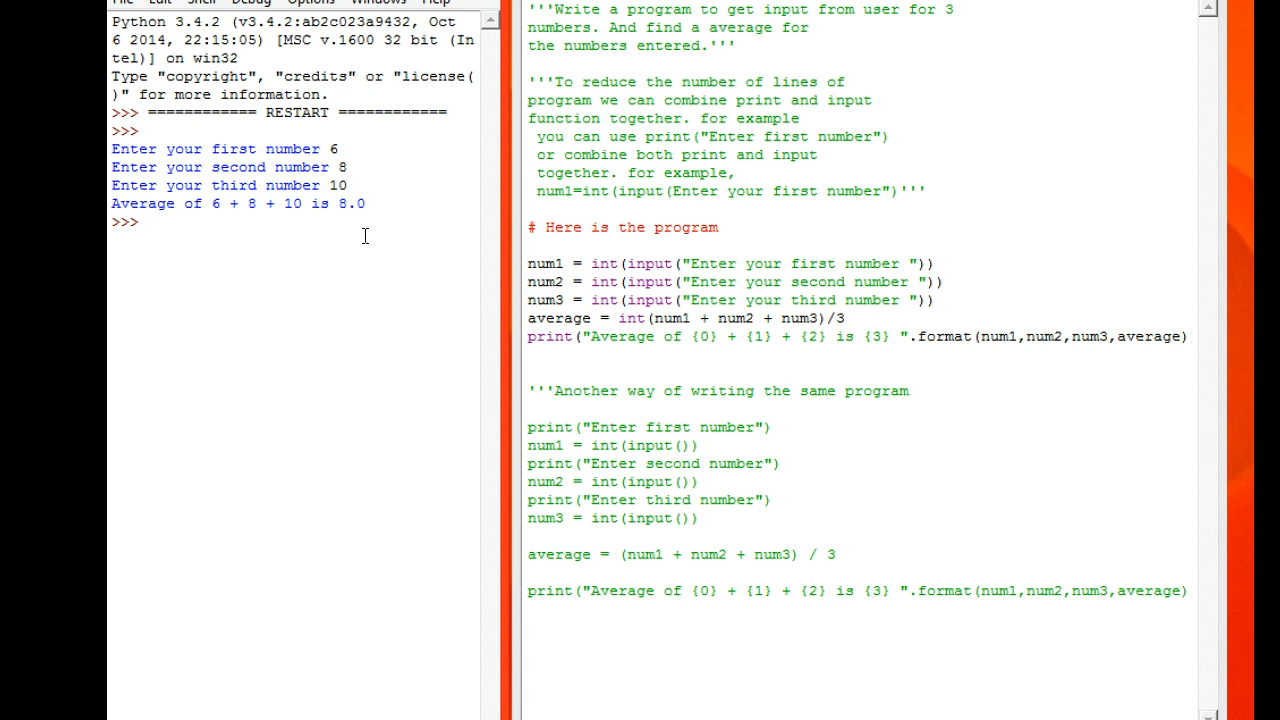 File Edit Shell Debug Options Windows Help
Python 3.4.2 (v3.4.2:ab2c023a9432, Oct
6 2014, 22:15:05) [MSC v.1600 32 bit (In
tel)] on win32
Type "copyright", "credits" or "license(
)" for more information.
>>> ============ RESTART ============
>>>
Enter your first number 6
Enter your second number 8
Enter your third number 10
Average of 6 + 8 + 10 is 8.0
>>>
'''Write a program to get input from user for 3
numbers. And find a average for
the numbers entered.'''
'''To reduce the number of lines of
program we can combine print and input
function together. for example
you can use print("Enter first number")
or combine both print and input
together. for example,
num1=int(input(Enter your first number")'''
# Here is the program
num1 = int(input("Enter your first number "))
num2 = int(input("Enter your second number "))
num3 = int(input("Enter your third number "))
average = int(num1 + num2 + num3)/3
print("Average of {0} + {1} + {2} is {3} ".format(num1,num2,num3,average)
'''Another way of writing the same program
print("Enter first number")
num1 = int(input())
print("Enter second number")
num2 = int(input())
print("Enter third number")
num3 = int(input())
average = (num1 + num2 + num3) / 3
print("Average of {0} + {1} + {2} is {3} ".format(num1,num2,num3,average)